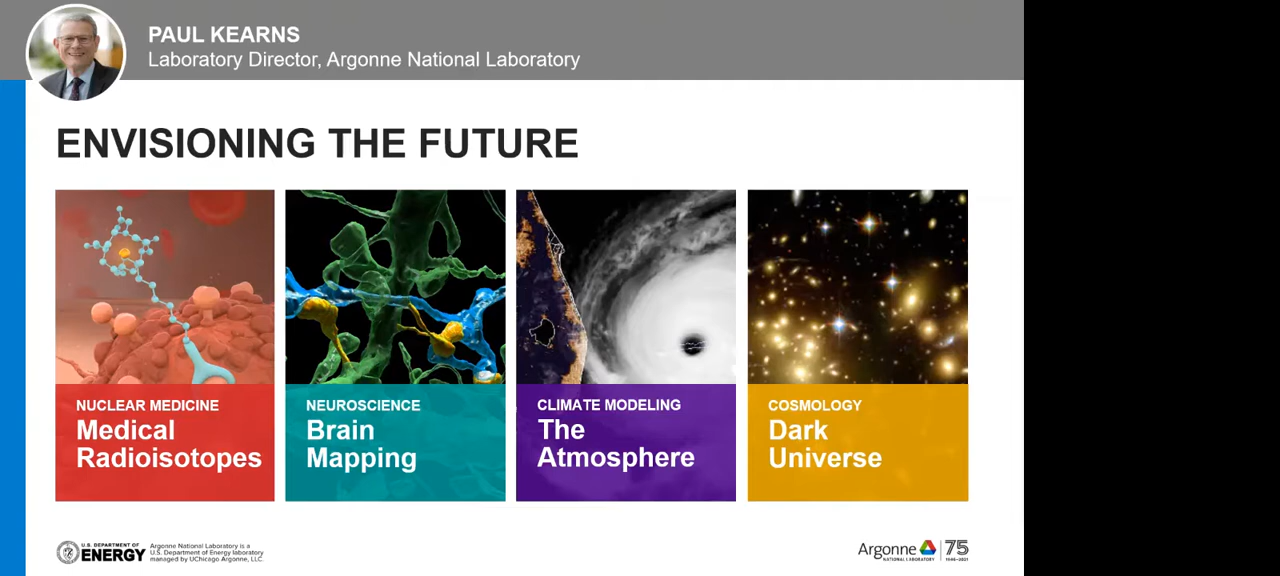 PAUL KEARNS
Laboratory Director, Argonne National Laboratory
ENVISIONING THE FUTURE
NUCLEAR MEDICINE
Medical
Radioisotopes
NEUROSCIENCE
Brain
Mapping
CLIMATE MODELING
The
Atmosphere
COSMOLOGY
Dark
Universe
U.S. DEPARTMENT OF
ENERGY
Argonne National Laboratory is a
U.S. Department of Energy laboratory
managed by UChicago Argonne, LLC.
Argonne
NATIONAL LABORATORY
75
1946–2021